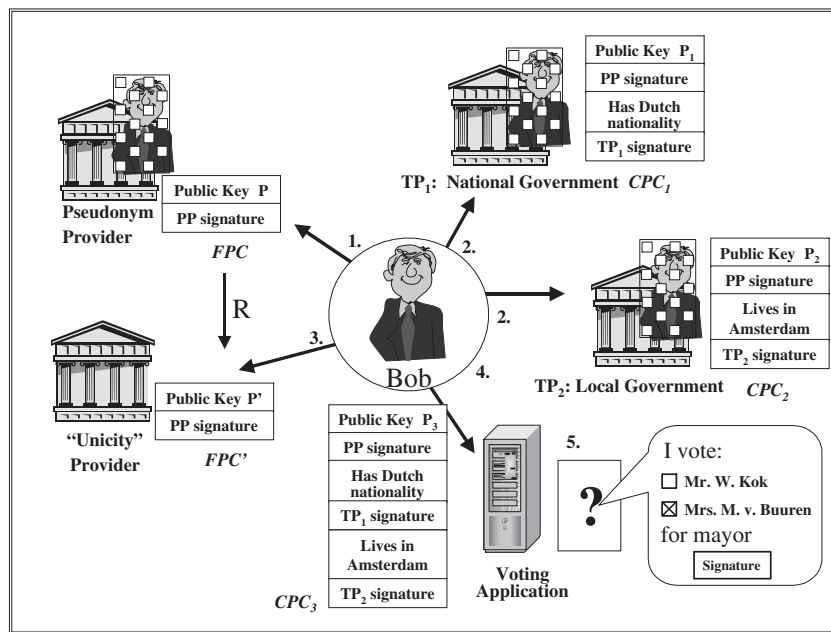 Public Key P
PP signature
Pseudonym
Provider
FPC
1.
Public Key P1
PP signature
Has Dutch
nationality
TP1 signature
TP1: National Government CPC1
2.
Public Key P2
PP signature
Lives in
Amsterdam
TP2 signature
2.
TP2: Local Government
CPC2
R
3.
Bob
4.
Public Key P'
PP signature
“Unicity”
Provider
FPC'
Public Key P3
PP signature
Has Dutch
nationality
TP1 signature
Lives in
Amsterdam
TP2 signature
CPC3
Voting
Application
5.
?
I vote:
Mr. W. Kok
Mrs. M. v. Buuren
for mayor
Signature